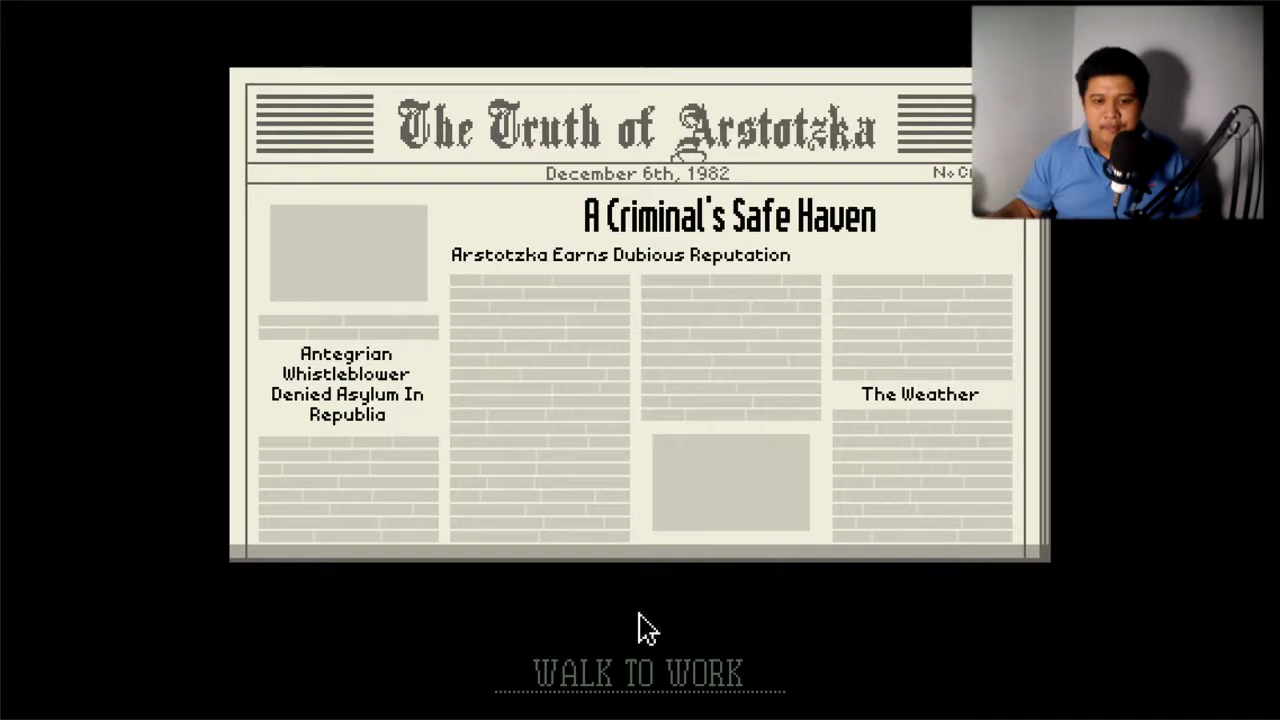 The Truth of Arstotzka
December 6th, 1982
A Criminal's Safe Haven
Arstotzka Earns Dubious Reputation
Antegrian
Whistleblower
Denied Asylum In
Republia
The Weather
WALK TO WORK